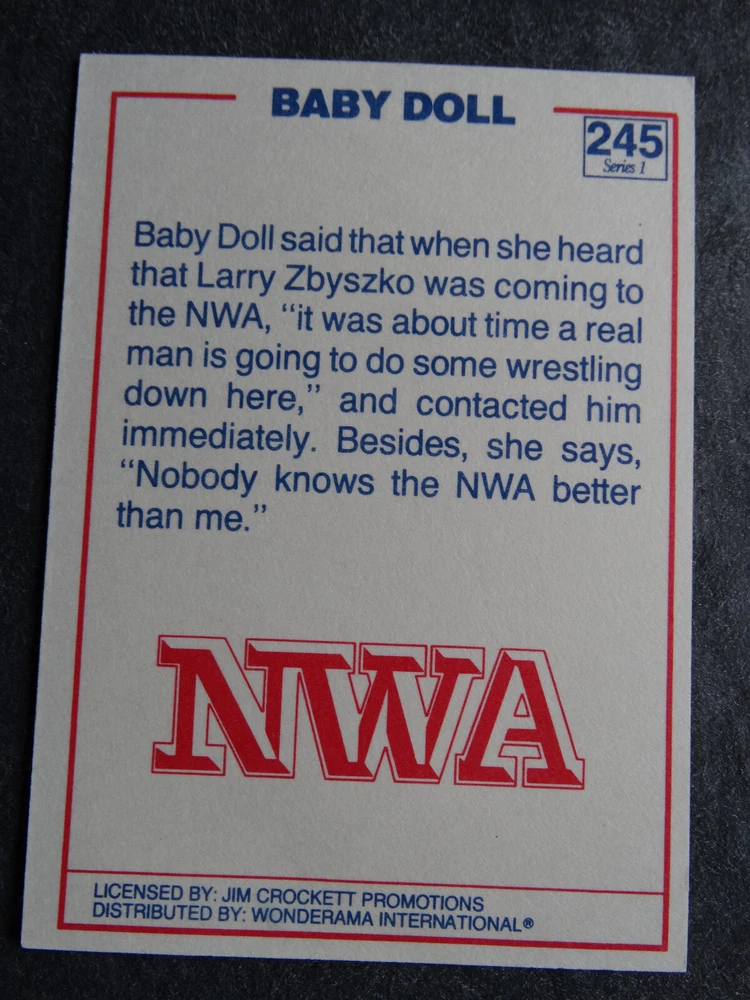 BABY DOLL
245
Series 1
Baby Doll said that when she heard
that Larry Zbyszko was coming to
the NWA, “it was about time a real
man is going to do some wrestling
down here,” and contacted him
immediately. Besides, she says,
“Nobody knows the NWA better
than me.”
NWA
LICENSED BY: JIM CROCKETT PROMOTIONS
DISTRIBUTED BY: WONDERAMA INTERNATIONAL®